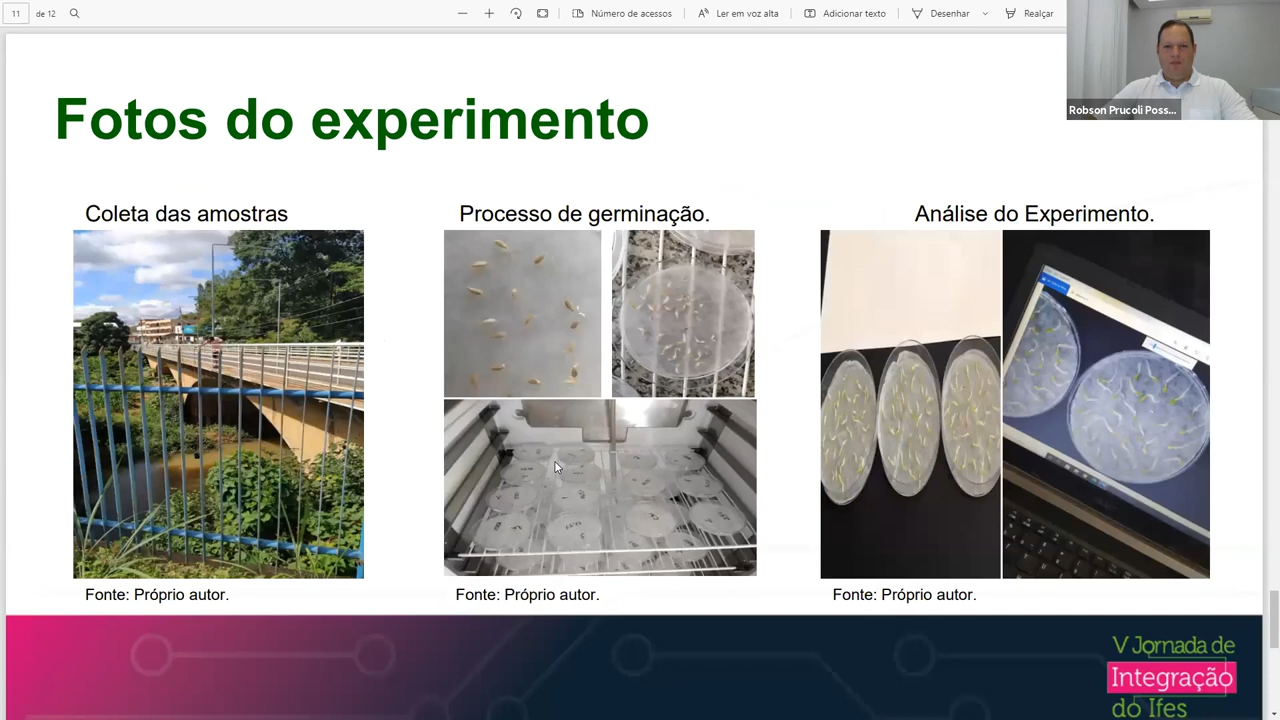 11 de 12
Número de acessos
Ler em voz alta
Adicionar texto
Desenhar
Realçar
Robson Prucoli Poss...
Fotos do experimento
Coleta das amostras
Processo de germinação.
Análise do Experimento.
Fonte: Próprio autor.
Fonte: Próprio autor.
Fonte: Próprio autor.
V Jornada de
Integração
do Ifes